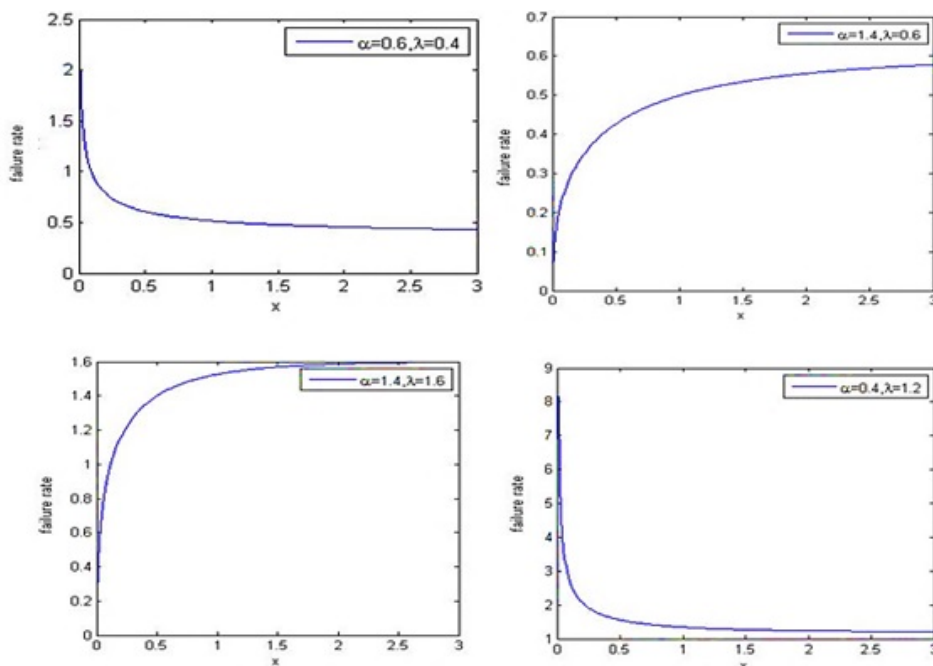 2.5
2
1.5
1
0.5
0
0 0.5 1 1.5 2 2.5 3
failure rate
x
α=0.6,λ=0.4
0.7
0.6
0.5
0.4
0.3
0.2
0.1
0
0 0.5 1 1.5 2 2.5 3
failure rate
x
α=1.4,λ=0.6
1.6
1.4
1.2
1
0.8
0.6
0.4
0.2
0
0 0.5 1 1.5 2 2.5 3
failure rate
x
α=1.4,λ=1.6
9
8
7
6
5
4
3
2
1
0 0.5 1 1.5 2 2.5 3
failure rate
x
α=0.4,λ=1.2